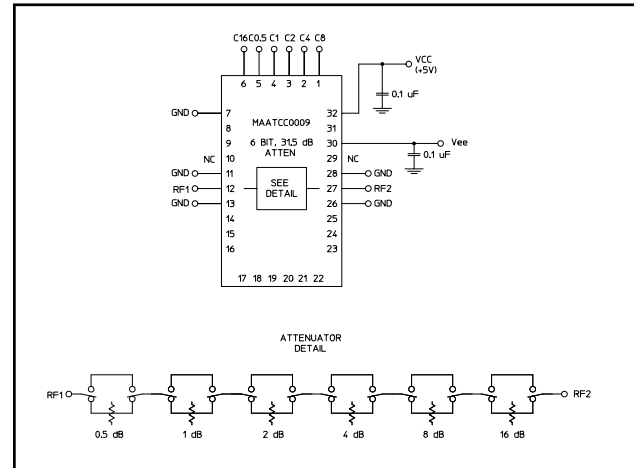 C16 C0.5 C1 C2 C4 C8
6 5 4 3 2 1
VCC
(+5V)
0.1 uF
GND 7 32
8 MAATCC0009 31
9 6 BIT, 31.5 dB 30 Vee
ATTEN
0.1 uF
NC 10 29 NC
GND 11 28 GND
RF1 12 SEE 27 RF2
DETAIL
GND 13 26 GND
14 25
15 24
16 23
17 18 19 20 21 22
ATTENUATOR
DETAIL
RF1 RF2
0.5 dB 1 dB 2 dB 4 dB 8 dB 16 dB